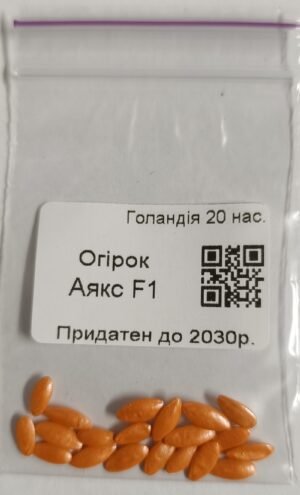 Голандія 20 нас.
Огірок
Аякс F1
Придатен до 2030р.